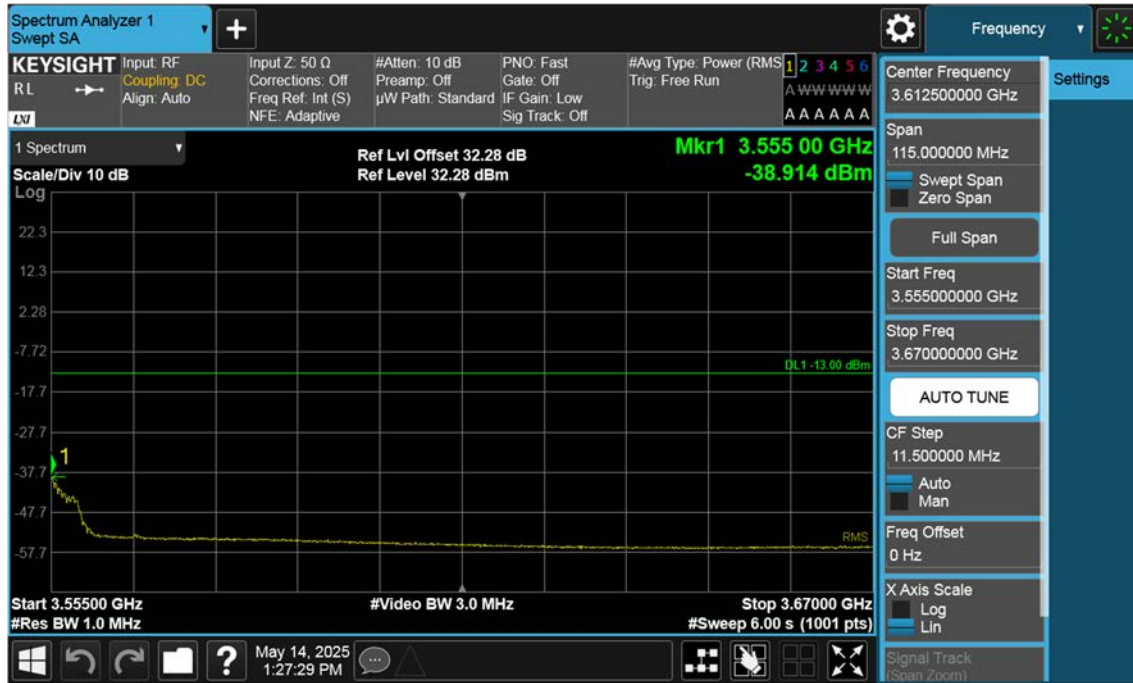 Spectrum Analyzer 1
Swept SA
Frequency
KEYSIGHT
RL
LXI
Input: RF
Coupling: DC
Align: Auto
Input Z: 50 Ω
Corrections: Off
Freq Ref: Int (S)
NFE: Adaptive
#Atten: 10 dB
Preamp: Off
µW Path: Standard
PNO: Fast
Gate: Off
IF Gain: Low
Sig Track: Off
#Avg Type: Power (RMS
Trig: Free Run
1 2 3 4 5 6
A W W W W W
A A A A A A
1 Spectrum
Scale/Div 10 dB
Ref Lvl Offset 32.28 dB
Ref Level 32.28 dBm
Mkr1 3.555 00 GHz
-38.914 dBm
Log
22.3
12.3
2.28
-7.72
DL1 -13.00 dBm
-17.7
-27.7
1
-37.7
-47.7
RMS
-57.7
Start 3.55500 GHz
#Video BW 3.0 MHz
Stop 3.67000 GHz
#Res BW 1.0 MHz
#Sweep 6.00 s (1001 pts)
Center Frequency
3.612500000 GHz
Settings
Span
115.000000 MHz
Swept Span
Zero Span
Full Span
Start Freq
3.555000000 GHz
Stop Freq
3.670000000 GHz
AUTO TUNE
CF Step
11.500000 MHz
Auto
Man
Freq Offset
0 Hz
X Axis Scale
Log
Lin
Signal Track
(Span Zoom)
?
May 14, 2025
1:27:29 PM